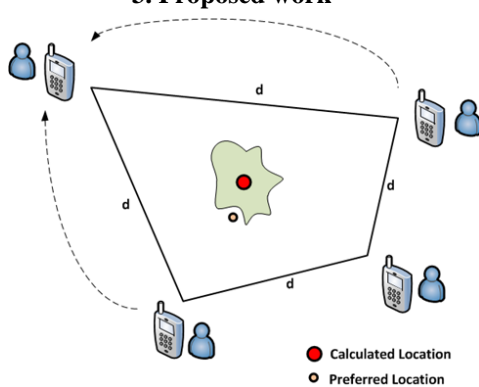 3. Proposed work
d
d
d
d
Calculated Location
Preferred Location